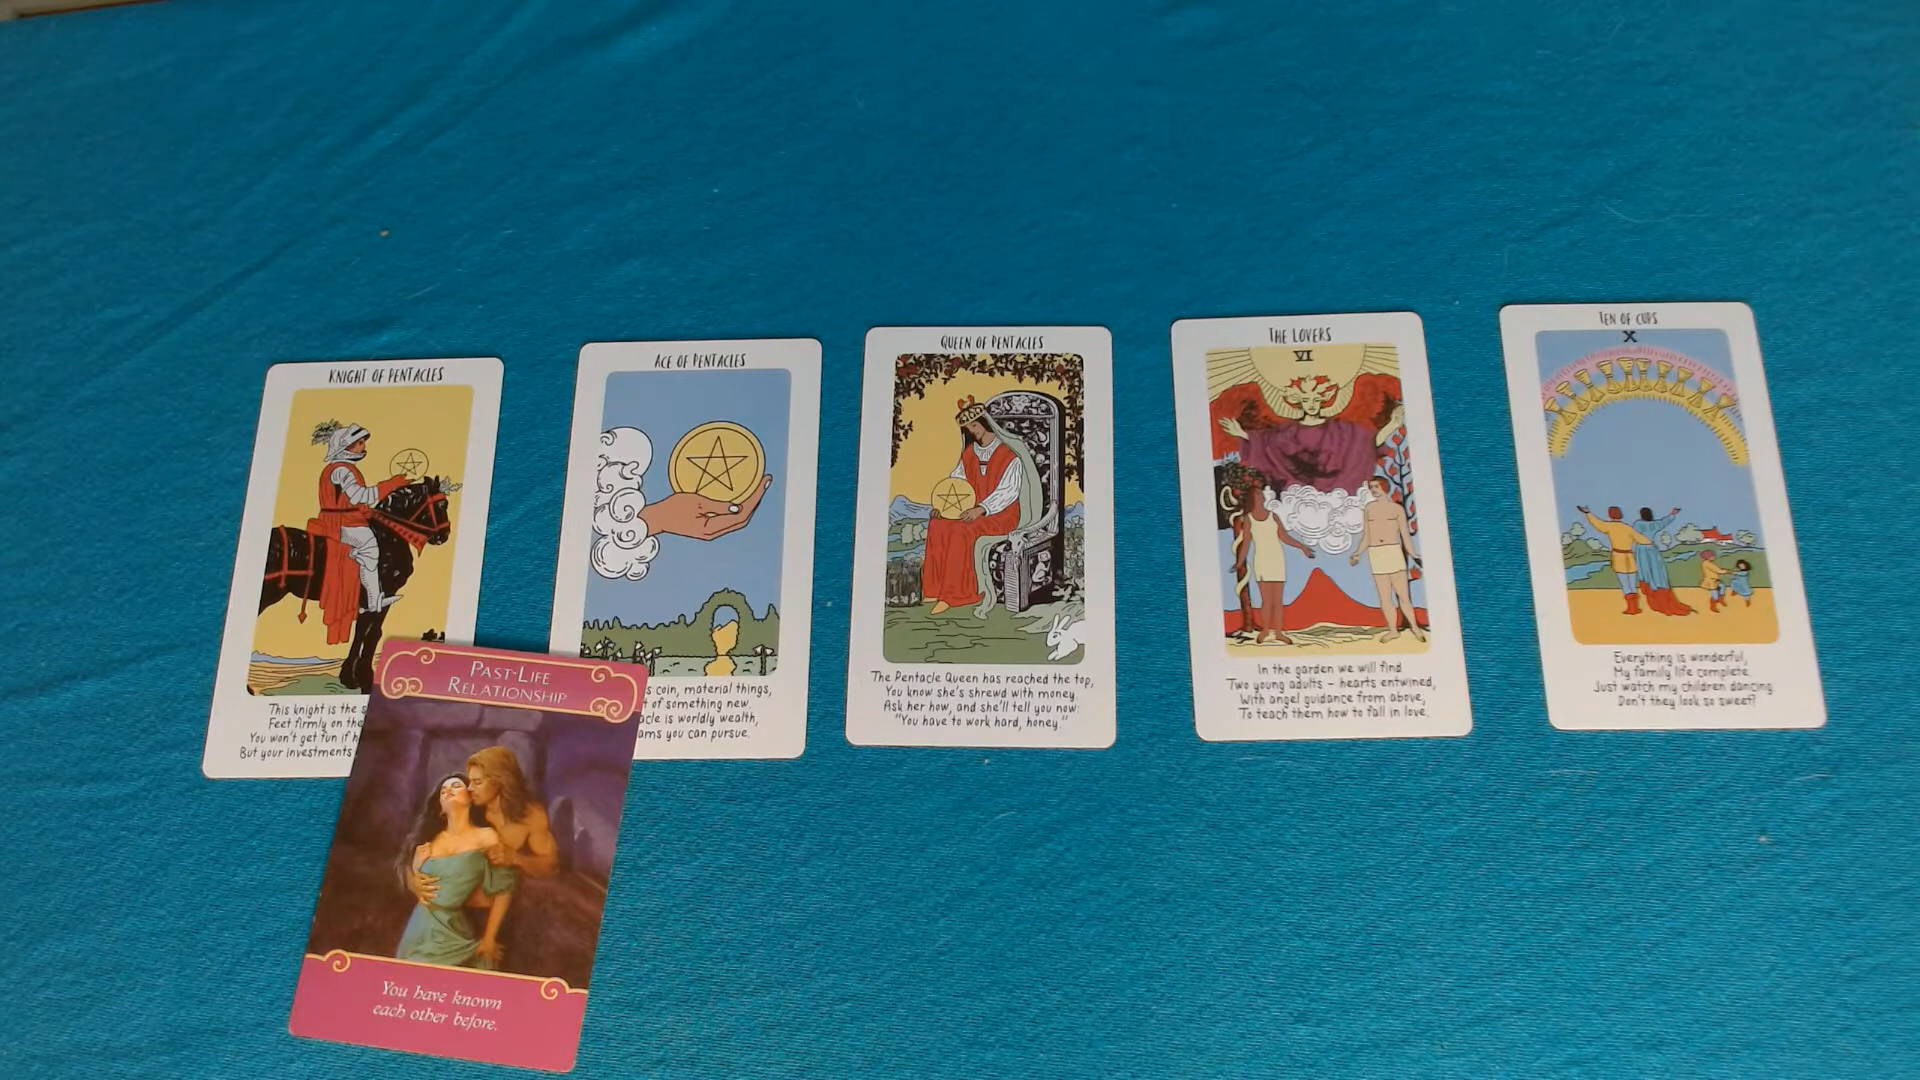 KNIGHT OF PENTACLES
This knight is the s
Feet firmly on the
You won't get fun if h
But your investments
ACE OF PENTACLES
s coin, material things,
t of something new.
acle is worldly wealth,
ams you can pursue.
QUEEN OF PENTACLES
The Pentacle Queen has reached the top,
You know she's shrewd with money.
Ask her how, and she'll tell you now:
"You have to work hard, honey."
THE LOVERS
VI
In the garden we will find
Two young adults – hearts entwined,
With angel guidance from above,
To teach them how to fall in love.
TEN OF CUPS
X
Everything is wonderful,
My family life complete.
Just watch my children dancing.
Don't they look so sweet?
PAST-LIFE
RELATIONSHIP
You have known
each other before.